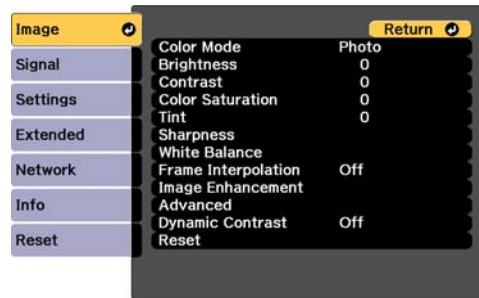 Image
Signal
Settings
Extended
Network
Info
Reset
Return
Color Mode Photo
Brightness 0
Contrast 0
Color Saturation 0
Tint 0
Sharpness
White Balance
Frame Interpolation Off
Image Enhancement
Advanced
Dynamic Contrast Off
Reset